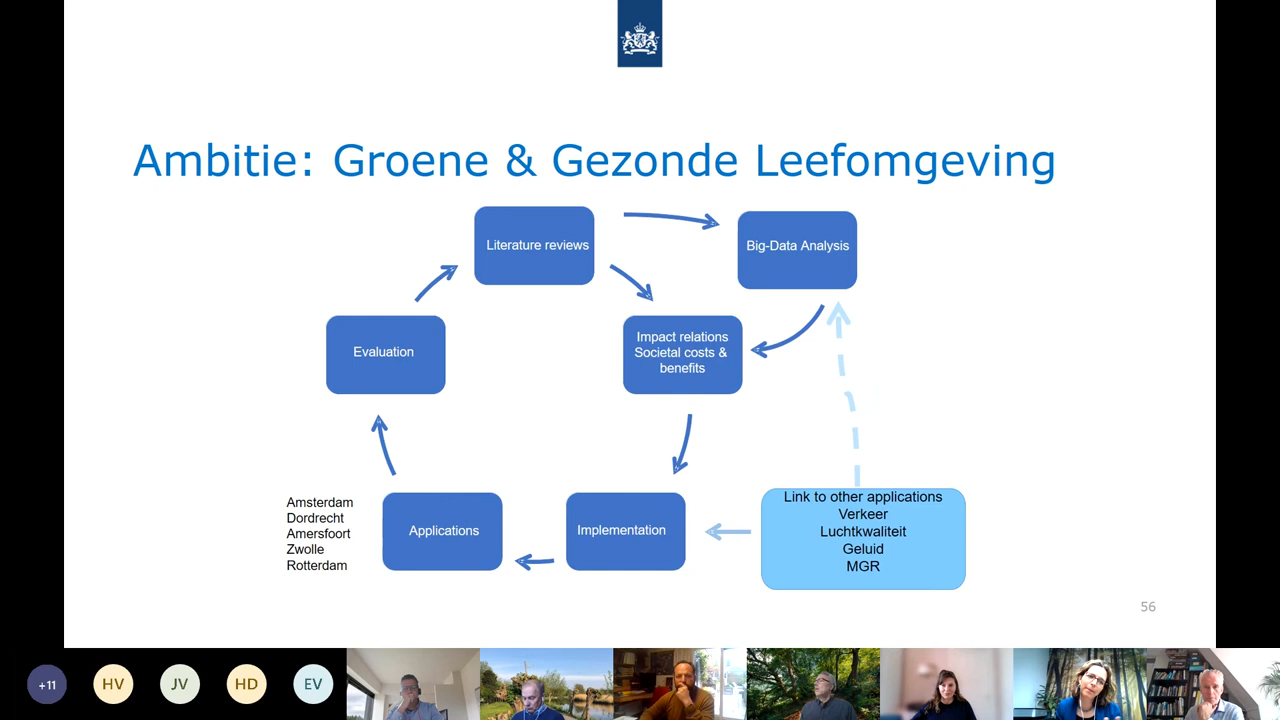 Ambitie: Groene & Gezonde Leefomgeving
Literature reviews
Big-Data Analysis
Evaluation
Impact relations
Societal costs &
benefits
Amsterdam
Dordrecht
Amersfoort
Zwolle
Rotterdam
Applications
Implementation
Link to other applications
Verkeer
Luchtkwaliteit
Geluid
MGR
56
+11
HV
JV
HD
EV